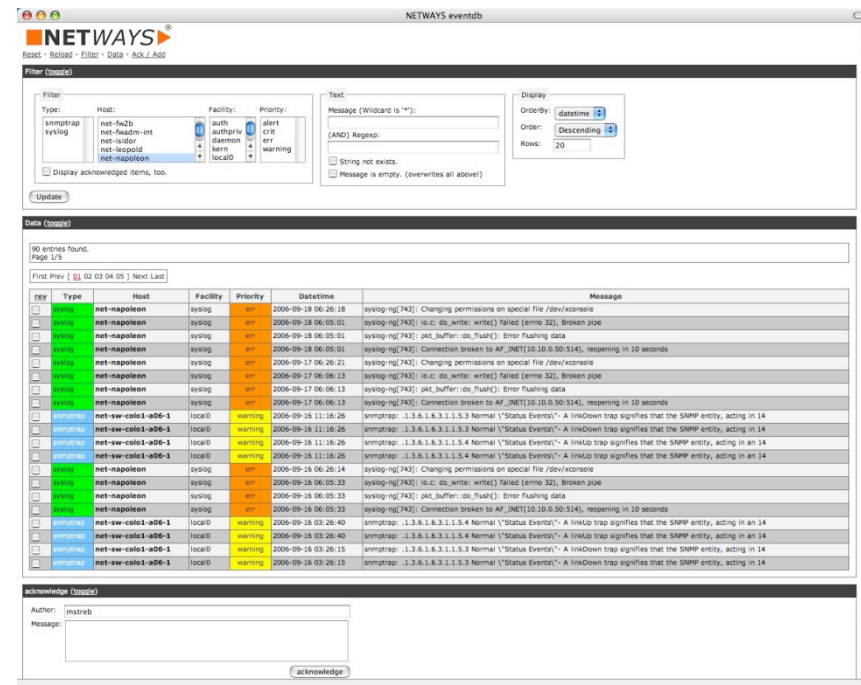 NETWAYS eventdb
NETWAYS®
Reset - Reload - Filter - Data - Ack / Add
Filter (toggle)
Filter
Type: Host: Facility: Priority:
snmptrap
syslog
net-fw2b
net-fwadm-int
net-isidor
net-leopold
net-napoleon
auth
authpriv
daemon
kern
local0
alert
crit
err
warning
Display acknowledged items, too.
Text
Message (Wildcard is '*'):
(AND) Regexp:
String not exists.
Message is empty. (overwrites all above!)
Display
OrderBy: datetime
Order: Descending
Rows: 20
Update
Data (toggle)
90 entries found.
Page 1/5
First Prev [ 01 02 03 04 05 ] Next Last
rev Type Host Facility Priority Datetime Message
syslog net-napoleon syslog err 2006-09-18 06:26:18 syslog-ng[743]: Changing permissions on special file /dev/xconsole
syslog net-napoleon syslog err 2006-09-18 06:05:01 syslog-ng[743]: io.c: do_write: write() failed (errno 32), Broken pipe
syslog net-napoleon syslog err 2006-09-18 06:05:01 syslog-ng[743]: pkt_buffer::do_flush(): Error flushing data
syslog net-napoleon syslog err 2006-09-18 06:05:01 syslog-ng[743]: Connection broken to AF_INET(10.10.0.50:514), reopening in 10 seconds
syslog net-napoleon syslog err 2006-09-17 06:26:21 syslog-ng[743]: Changing permissions on special file /dev/xconsole
syslog net-napoleon syslog err 2006-09-17 06:06:13 syslog-ng[743]: io.c: do_write: write() failed (errno 32), Broken pipe
syslog net-napoleon syslog err 2006-09-17 06:06:13 syslog-ng[743]: pkt_buffer::do_flush(): Error flushing data
syslog net-napoleon syslog err 2006-09-17 06:06:13 syslog-ng[743]: Connection broken to AF_INET(10.10.0.50:514), reopening in 10 seconds
snmptrap net-sw-colo1-a06-1 local0 warning 2006-09-16 11:16:26 snmptrap: .1.3.6.1.6.3.1.1.5.3 Normal \"Status Events\"- A linkDown trap signifies that the SNMP entity, acting in 14
snmptrap net-sw-colo1-a06-1 local0 warning 2006-09-16 11:16:26 snmptrap: .1.3.6.1.6.3.1.1.5.4 Normal \"Status Events\"- A linkUp trap signifies that the SNMP entity, acting in an 14
snmptrap net-sw-colo1-a06-1 local0 warning 2006-09-16 11:16:26 snmptrap: .1.3.6.1.6.3.1.1.5.4 Normal \"Status Events\"- A linkUp trap signifies that the SNMP entity, acting in an 14
snmptrap net-sw-colo1-a06-1 local0 warning 2006-09-16 11:16:26 snmptrap: .1.3.6.1.6.3.1.1.5.3 Normal \"Status Events\"- A linkDown trap signifies that the SNMP entity, acting in 14
syslog net-napoleon syslog err 2006-09-16 06:26:14 syslog-ng[743]: Changing permissions on special file /dev/xconsole
syslog net-napoleon syslog err 2006-09-16 06:05:33 syslog-ng[743]: io.c: do_write: write() failed (errno 32), Broken pipe
syslog net-napoleon syslog err 2006-09-16 06:05:33 syslog-ng[743]: pkt_buffer::do_flush(): Error flushing data
syslog net-napoleon syslog err 2006-09-16 06:05:33 syslog-ng[743]: Connection broken to AF_INET(10.10.0.50:514), reopening in 10 seconds
snmptrap net-sw-colo1-a06-1 local0 warning 2006-09-16 03:26:40 snmptrap: .1.3.6.1.6.3.1.1.5.4 Normal \"Status Events\"- A linkUp trap signifies that the SNMP entity, acting in an 14
snmptrap net-sw-colo1-a06-1 local0 warning 2006-09-16 03:26:40 snmptrap: .1.3.6.1.6.3.1.1.5.4 Normal \"Status Events\"- A linkUp trap signifies that the SNMP entity, acting in an 14
snmptrap net-sw-colo1-a06-1 local0 warning 2006-09-16 03:26:15 snmptrap: .1.3.6.1.6.3.1.1.5.3 Normal \"Status Events\"- A linkDown trap signifies that the SNMP entity, acting in 14
snmptrap net-sw-colo1-a06-1 local0 warning 2006-09-16 03:26:15 snmptrap: .1.3.6.1.6.3.1.1.5.3 Normal \"Status Events\"- A linkDown trap signifies that the SNMP entity, acting in 14
acknowledge (toggle)
Author: mstreb
Message:
acknowledge